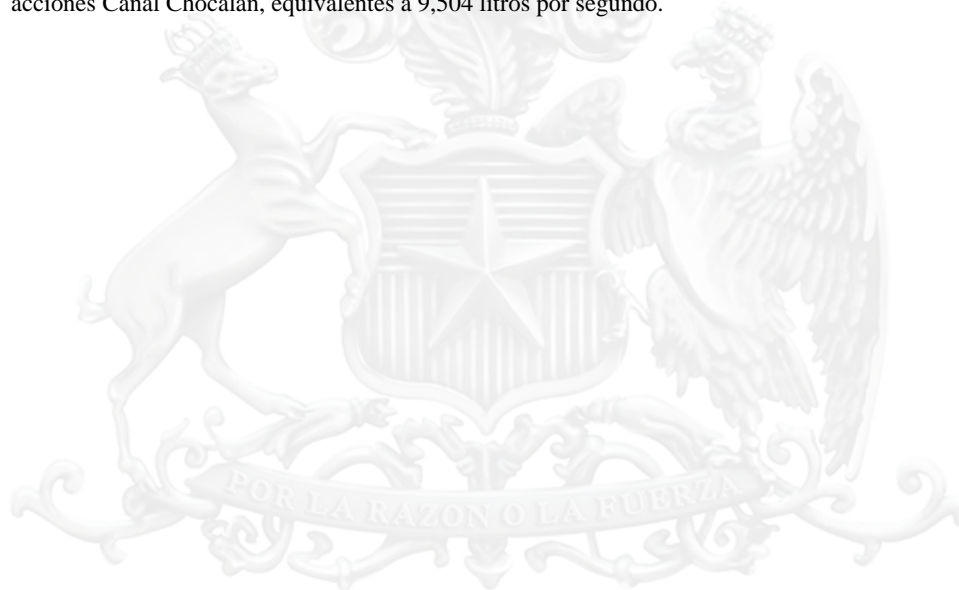 acciones Canal Chocalán, equivalentes a 9,504 litros por segundo.
POR LA RAZON O LA FUERZA